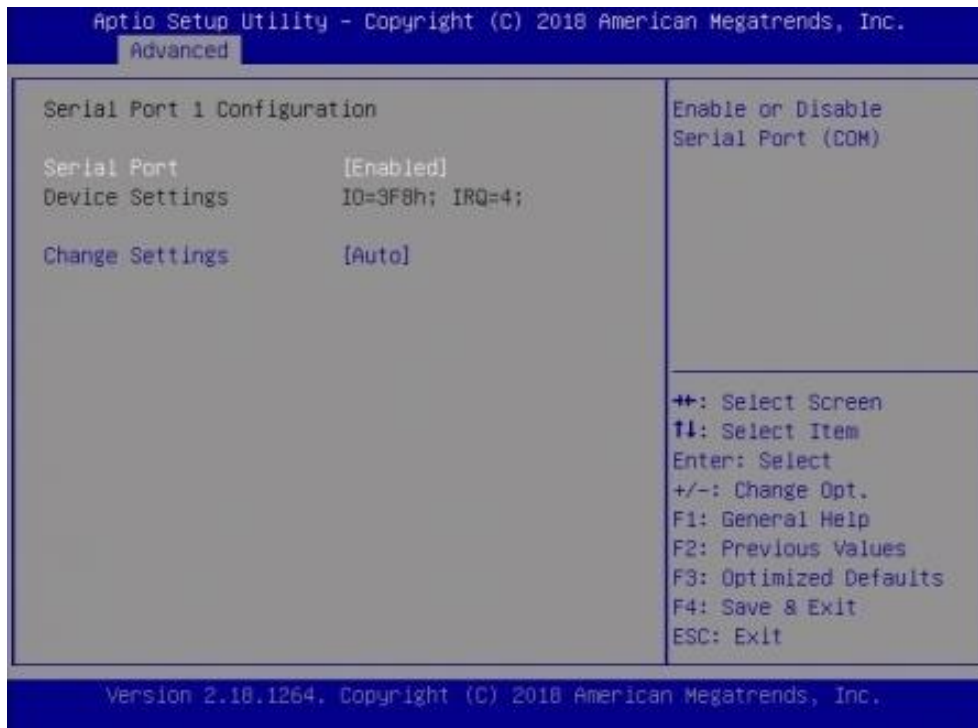 Aptio Setup Utility – Copyright (C) 2018 American Megatrends, Inc.
Advanced
Serial Port 1 Configuration
Serial Port [Enabled]
Device Settings IO=3F8h; IRQ=4;
Change Settings [Auto]
Enable or Disable
Serial Port (COM)
→←: Select Screen
↑↓: Select Item
Enter: Select
+/-: Change Opt.
F1: General Help
F2: Previous Values
F3: Optimized Defaults
F4: Save & Exit
ESC: Exit
Version 2.18.1264. Copyright (C) 2018 American Megatrends, Inc.